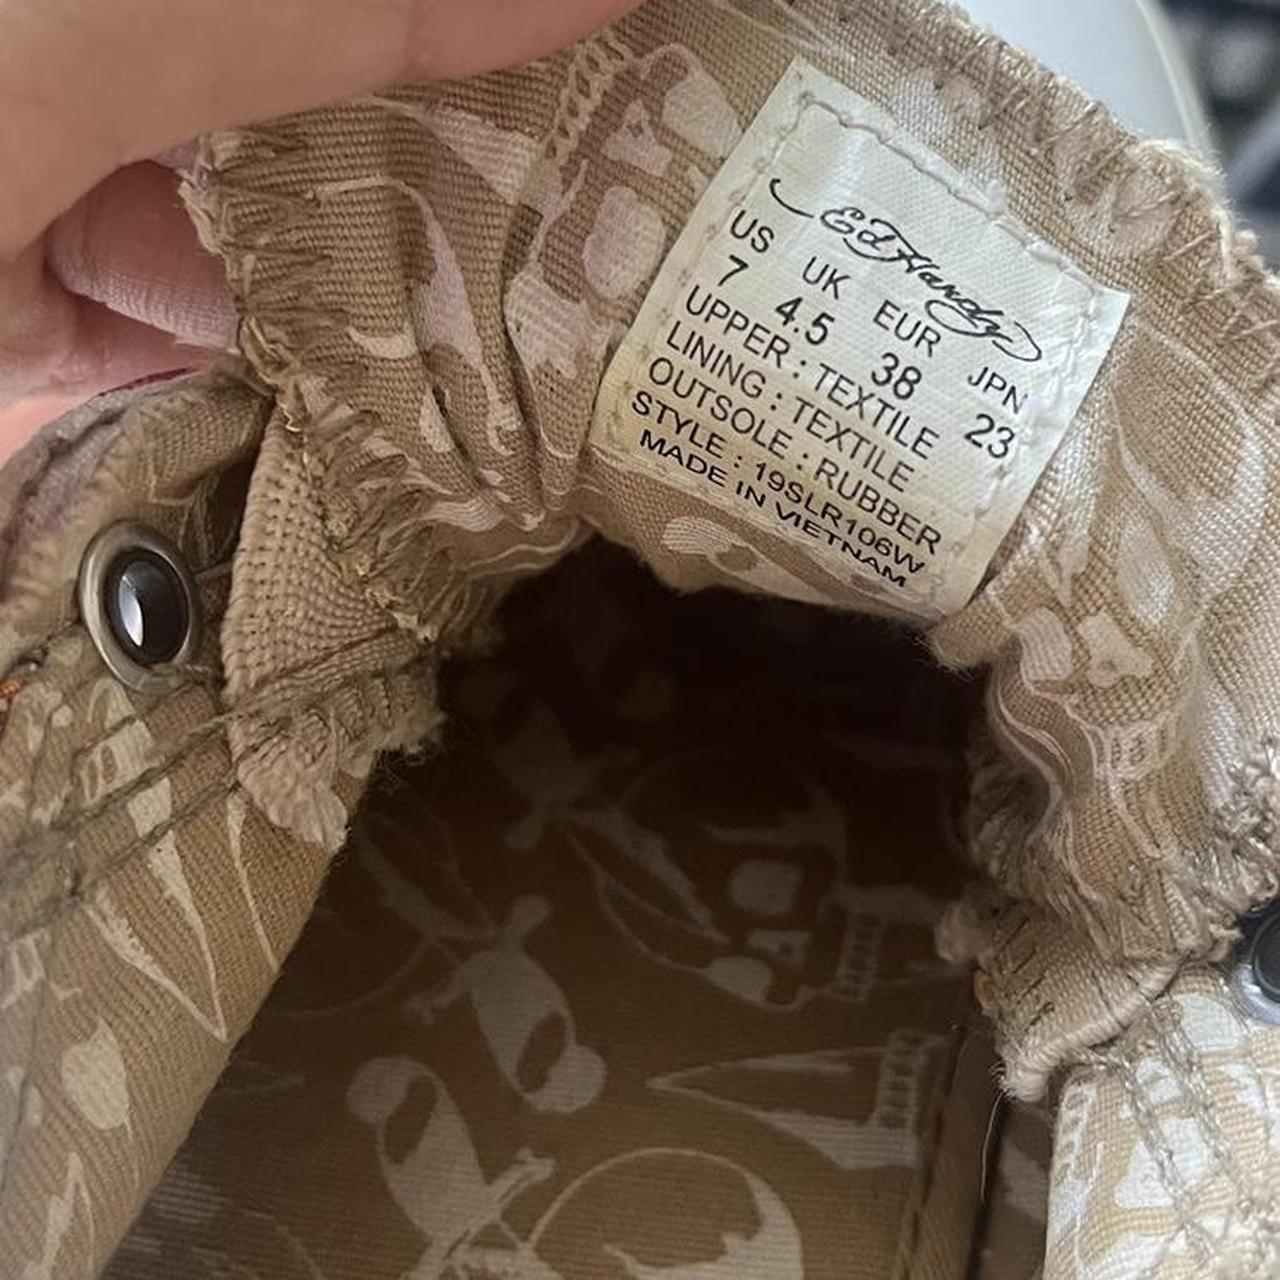 Ed Hardy
US UK EUR JPN
7 4.5 38 23
UPPER : TEXTILE
LINING : TEXTILE
OUTSOLE : RUBBER
STYLE : 19SLR106W
MADE IN VIETNAM